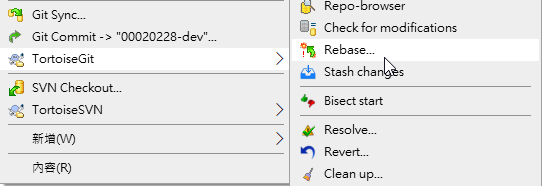 Git Sync...
Git Commit -> "00020228-dev"...
TortoiseGit
SVN Checkout...
TortoiseSVN
新增(W)
內容(R)
Repo-browser
Check for modifications
Rebase...
Stash changes
Bisect start
Resolve...
Revert...
Clean up...